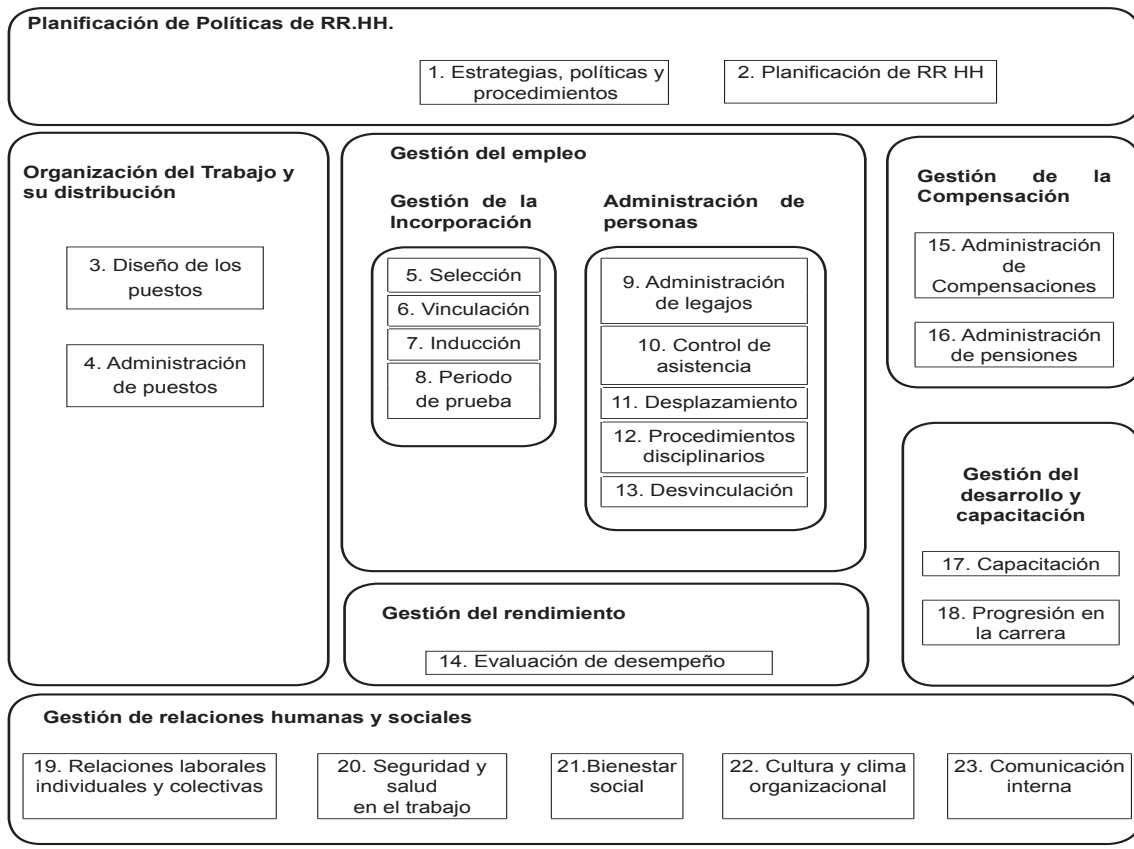 Planificación de Políticas de RR.HH.
1. Estrategias, políticas y
procedimientos
2. Planificación de RR HH
Organización del Trabajo y
su distribución
3. Diseño de los
puestos
4. Administración
de puestos
Gestión del empleo
Gestión de la
Incorporación
5. Selección
6. Vinculación
7. Inducción
8. Periodo
de prueba
Administración de
personas
9. Administración
de legajos
10. Control de
asistencia
11. Desplazamiento
12. Procedimientos
disciplinarios
13. Desvinculación
Gestión del rendimiento
14. Evaluación de desempeño
Gestión de la
Compensación
15. Administración
de
Compensaciones
16. Administración
de pensiones
Gestión del
desarrollo y
capacitación
17. Capacitación
18. Progresión en
la carrera
Gestión de relaciones humanas y sociales
19. Relaciones laborales
individuales y colectivas
20. Seguridad y
salud
en el trabajo
21.Bienestar
social
22. Cultura y clima
organizacional
23. Comunicación
interna